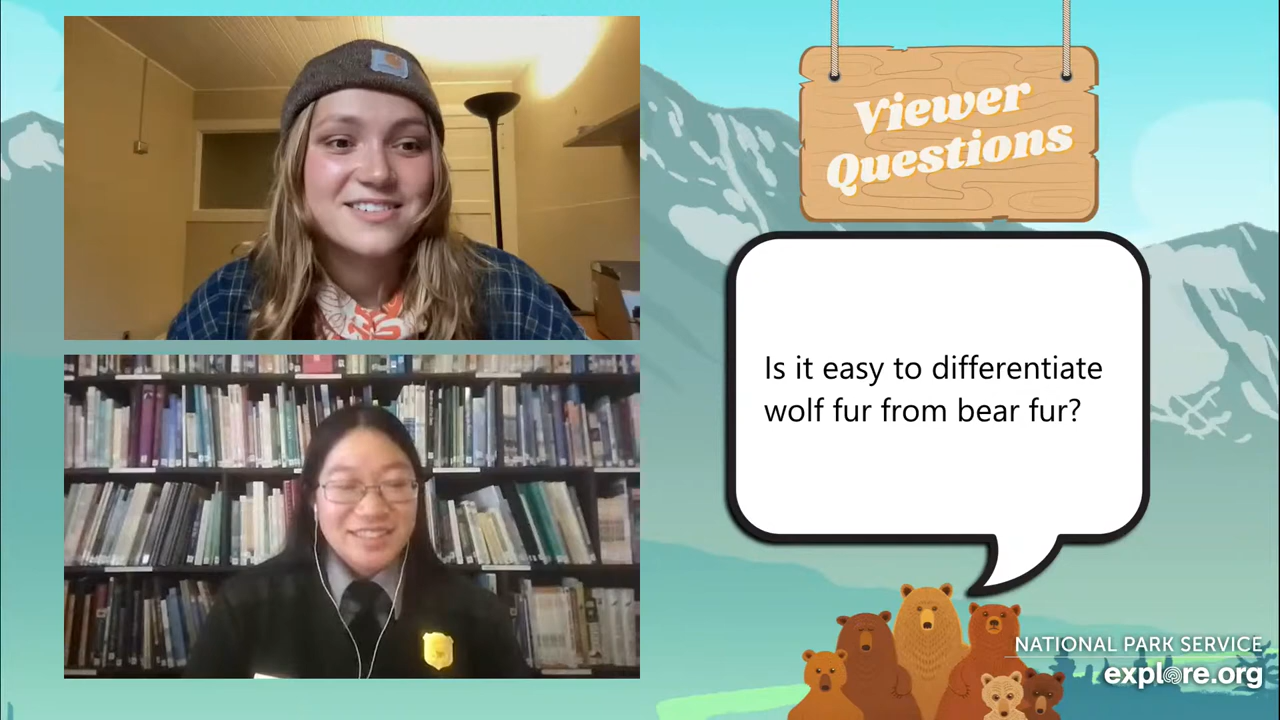 Viewer
Questions
Is it easy to differentiate
wolf fur from bear fur?
NATIONAL PARK SERVICE
explore.org